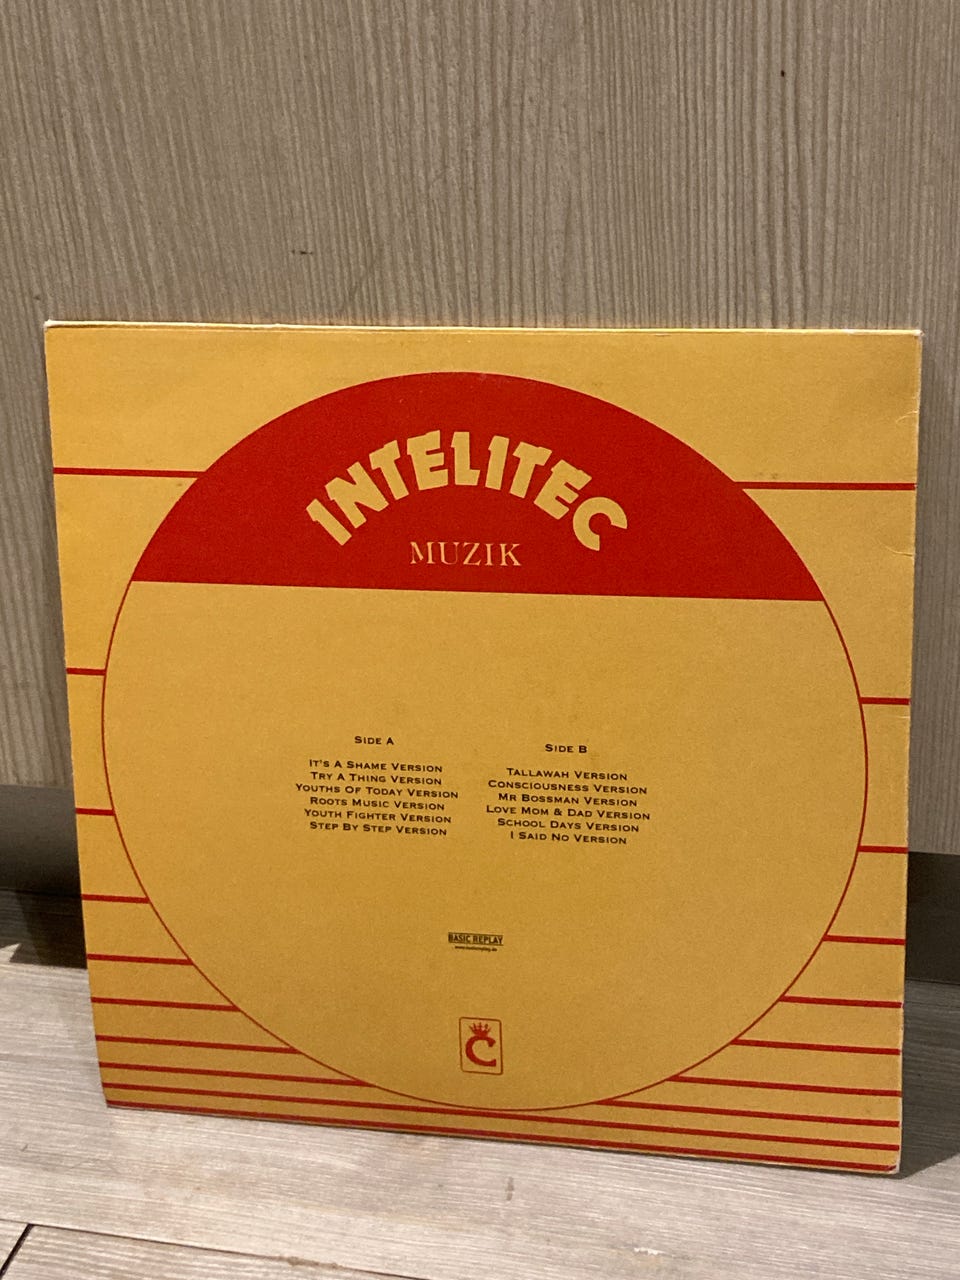 INTELITEC
MUZIK
SIDE A
IT'S A SHAME VERSION
TRY A THING VERSION
YOUTHS OF TODAY VERSION
ROOTS MUSIC VERSION
YOUTH FIGHTER VERSION
STEP BY STEP VERSION
SIDE B
TALLAWAH VERSION
CONSCIOUSNESS VERSION
MR BOSSMAN VERSION
LOVE MOM & DAD VERSION
SCHOOL DAYS VERSION
I SAID NO VERSION
BASIC REPLAY
C